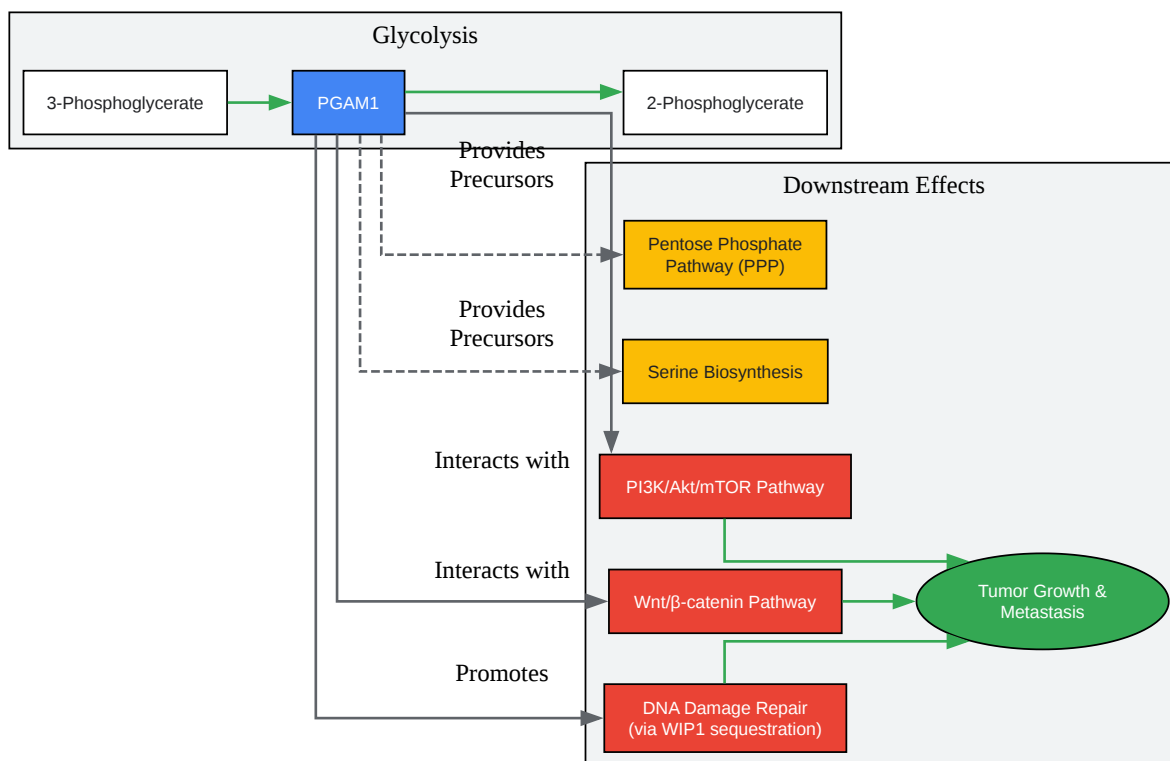 Glycolysis
3-Phosphoglycerate
PGAM1
2-Phosphoglycerate
Provides
Precursors
Downstream Effects
Pentose Phosphate
Pathway (PPP)
Provides
Precursors
Serine Biosynthesis
Interacts with
PI3K/Akt/mTOR Pathway
Interacts with
Wnt/β-catenin Pathway
Tumor Growth &
Metastasis
Promotes
DNA Damage Repair
(via WIP1 sequestration)